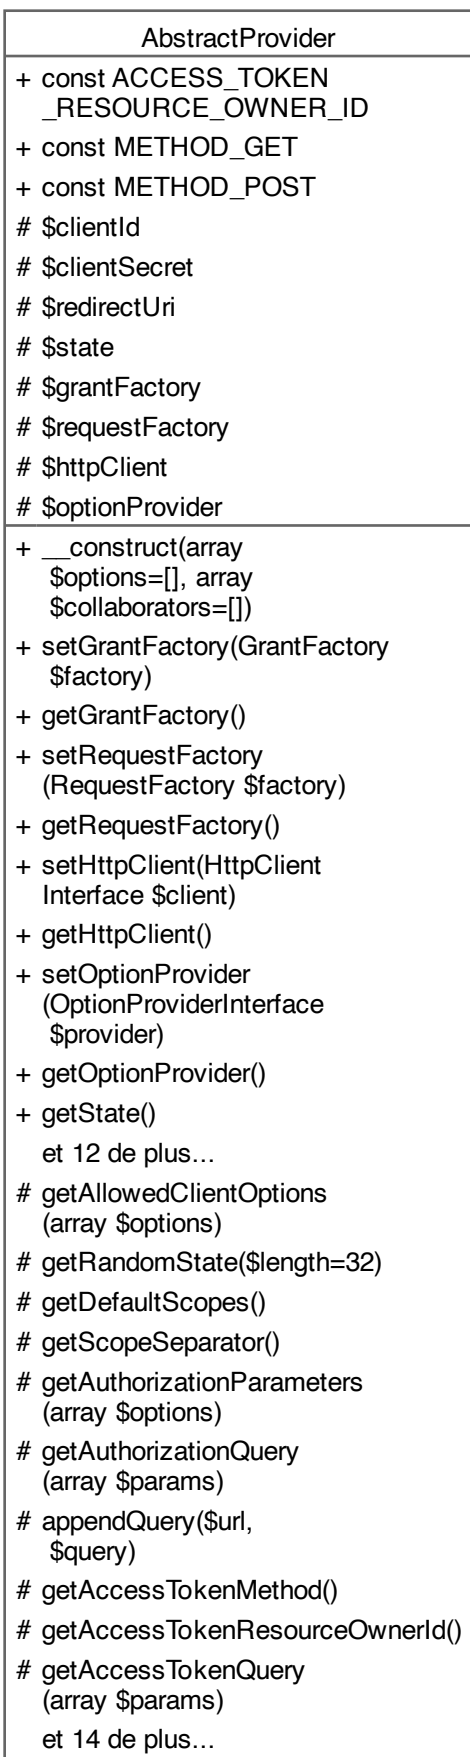 AbstractProvider
+ const ACCESS_TOKEN
_RESOURCE_OWNER_ID
+ const METHOD_GET
+ const METHOD_POST
# $clientId
# $clientSecret
# $redirectUri
# $state
# $grantFactory
# $requestFactory
# $httpClient
# $optionProvider
+ __construct(array
$options=[], array
$collaborators=[])
+ setGrantFactory(GrantFactory
$factory)
+ getGrantFactory()
+ setRequestFactory
(RequestFactory $factory)
+ getRequestFactory()
+ setHttpClient(HttpClient
Interface $client)
+ getHttpClient()
+ setOptionProvider
(OptionProviderInterface
$provider)
+ getOptionProvider()
+ getState()
et 12 de plus...
# getAllowedClientOptions
(array $options)
# getRandomState($length=32)
# getDefaultScopes()
# getScopeSeparator()
# getAuthorizationParameters
(array $options)
# getAuthorizationQuery
(array $params)
# appendQuery($url,
$query)
# getAccessTokenMethod()
# getAccessTokenResourceOwnerId()
# getAccessTokenQuery
(array $params)
et 14 de plus...